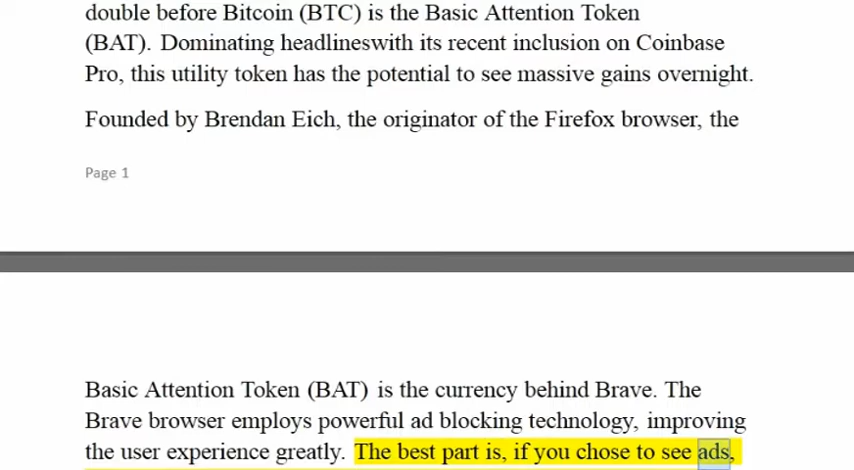 double before Bitcoin (BTC) is the Basic Attention Token
(BAT). Dominating headlineswith its recent inclusion on Coinbase
Pro, this utility token has the potential to see massive gains overnight.
Founded by Brendan Eich, the originator of the Firefox browser, the
Page 1
Basic Attention Token (BAT) is the currency behind Brave. The
Brave browser employs powerful ad blocking technology, improving
the user experience greatly. The best part is, if you chose to see ads,